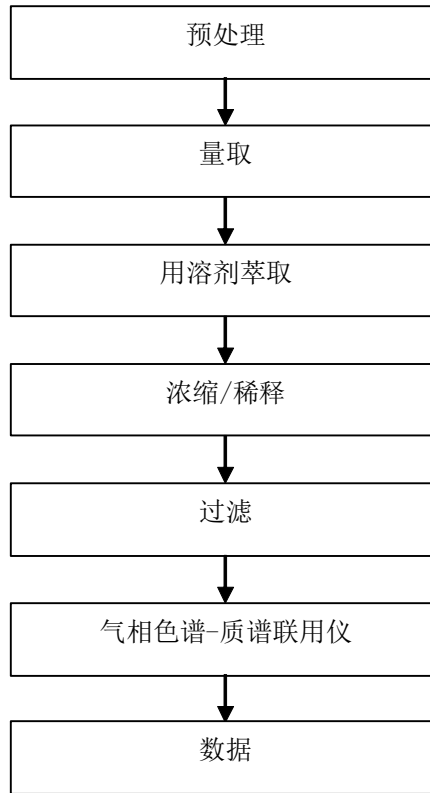 预处理
量取
用溶剂萃取
浓缩/稀释
过滤
气相色谱-质谱联用仪
数据